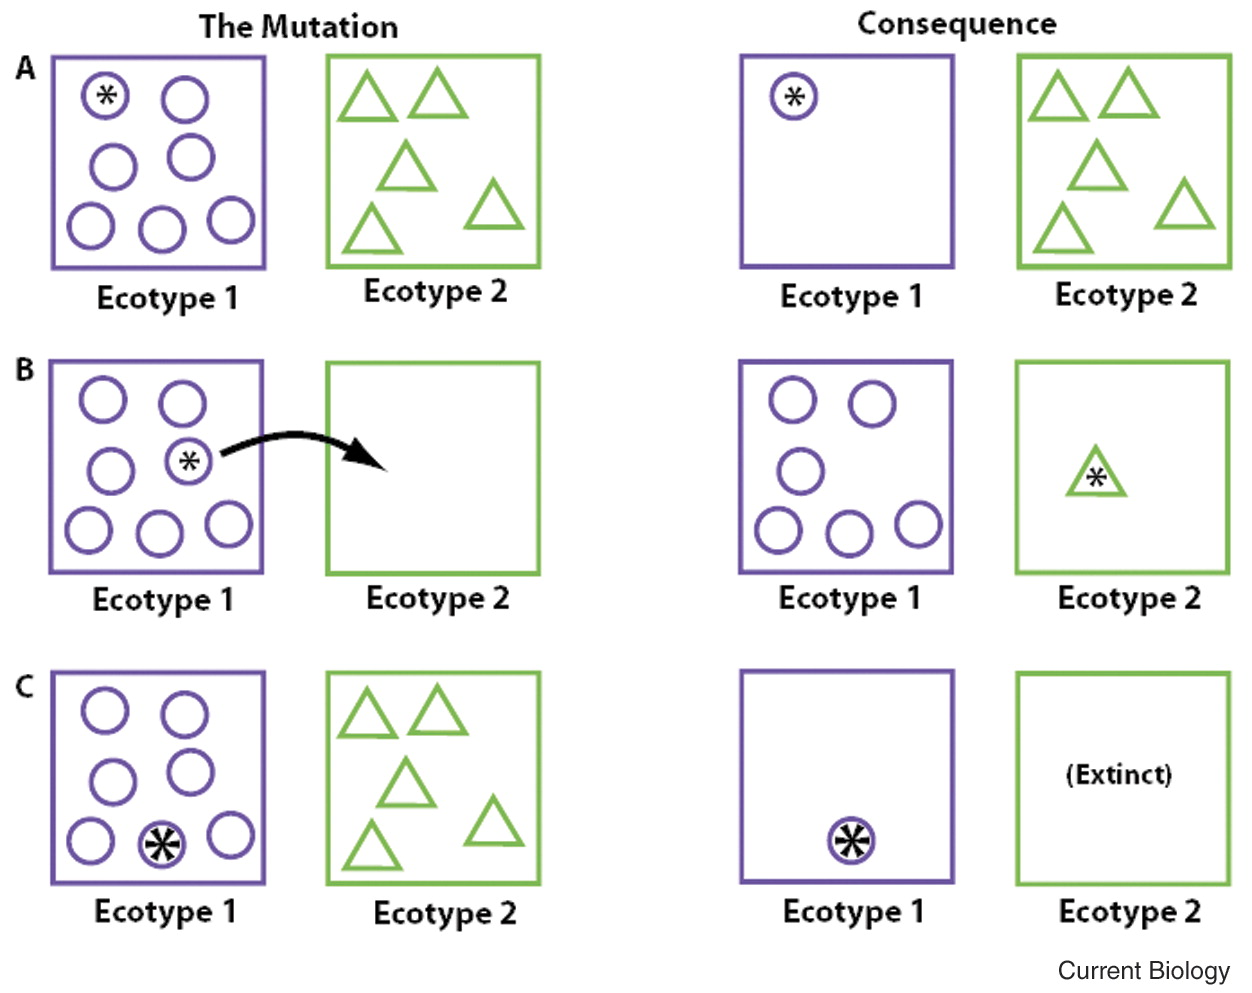 The Mutation
Consequence
A
*
*
Ecotype 1
Ecotype 2
Ecotype 1
Ecotype 2
B
*
*
Ecotype 1
Ecotype 2
Ecotype 1
Ecotype 2
C
*
*
(Extinct)
Ecotype 1
Ecotype 2
Ecotype 1
Ecotype 2
Current Biology